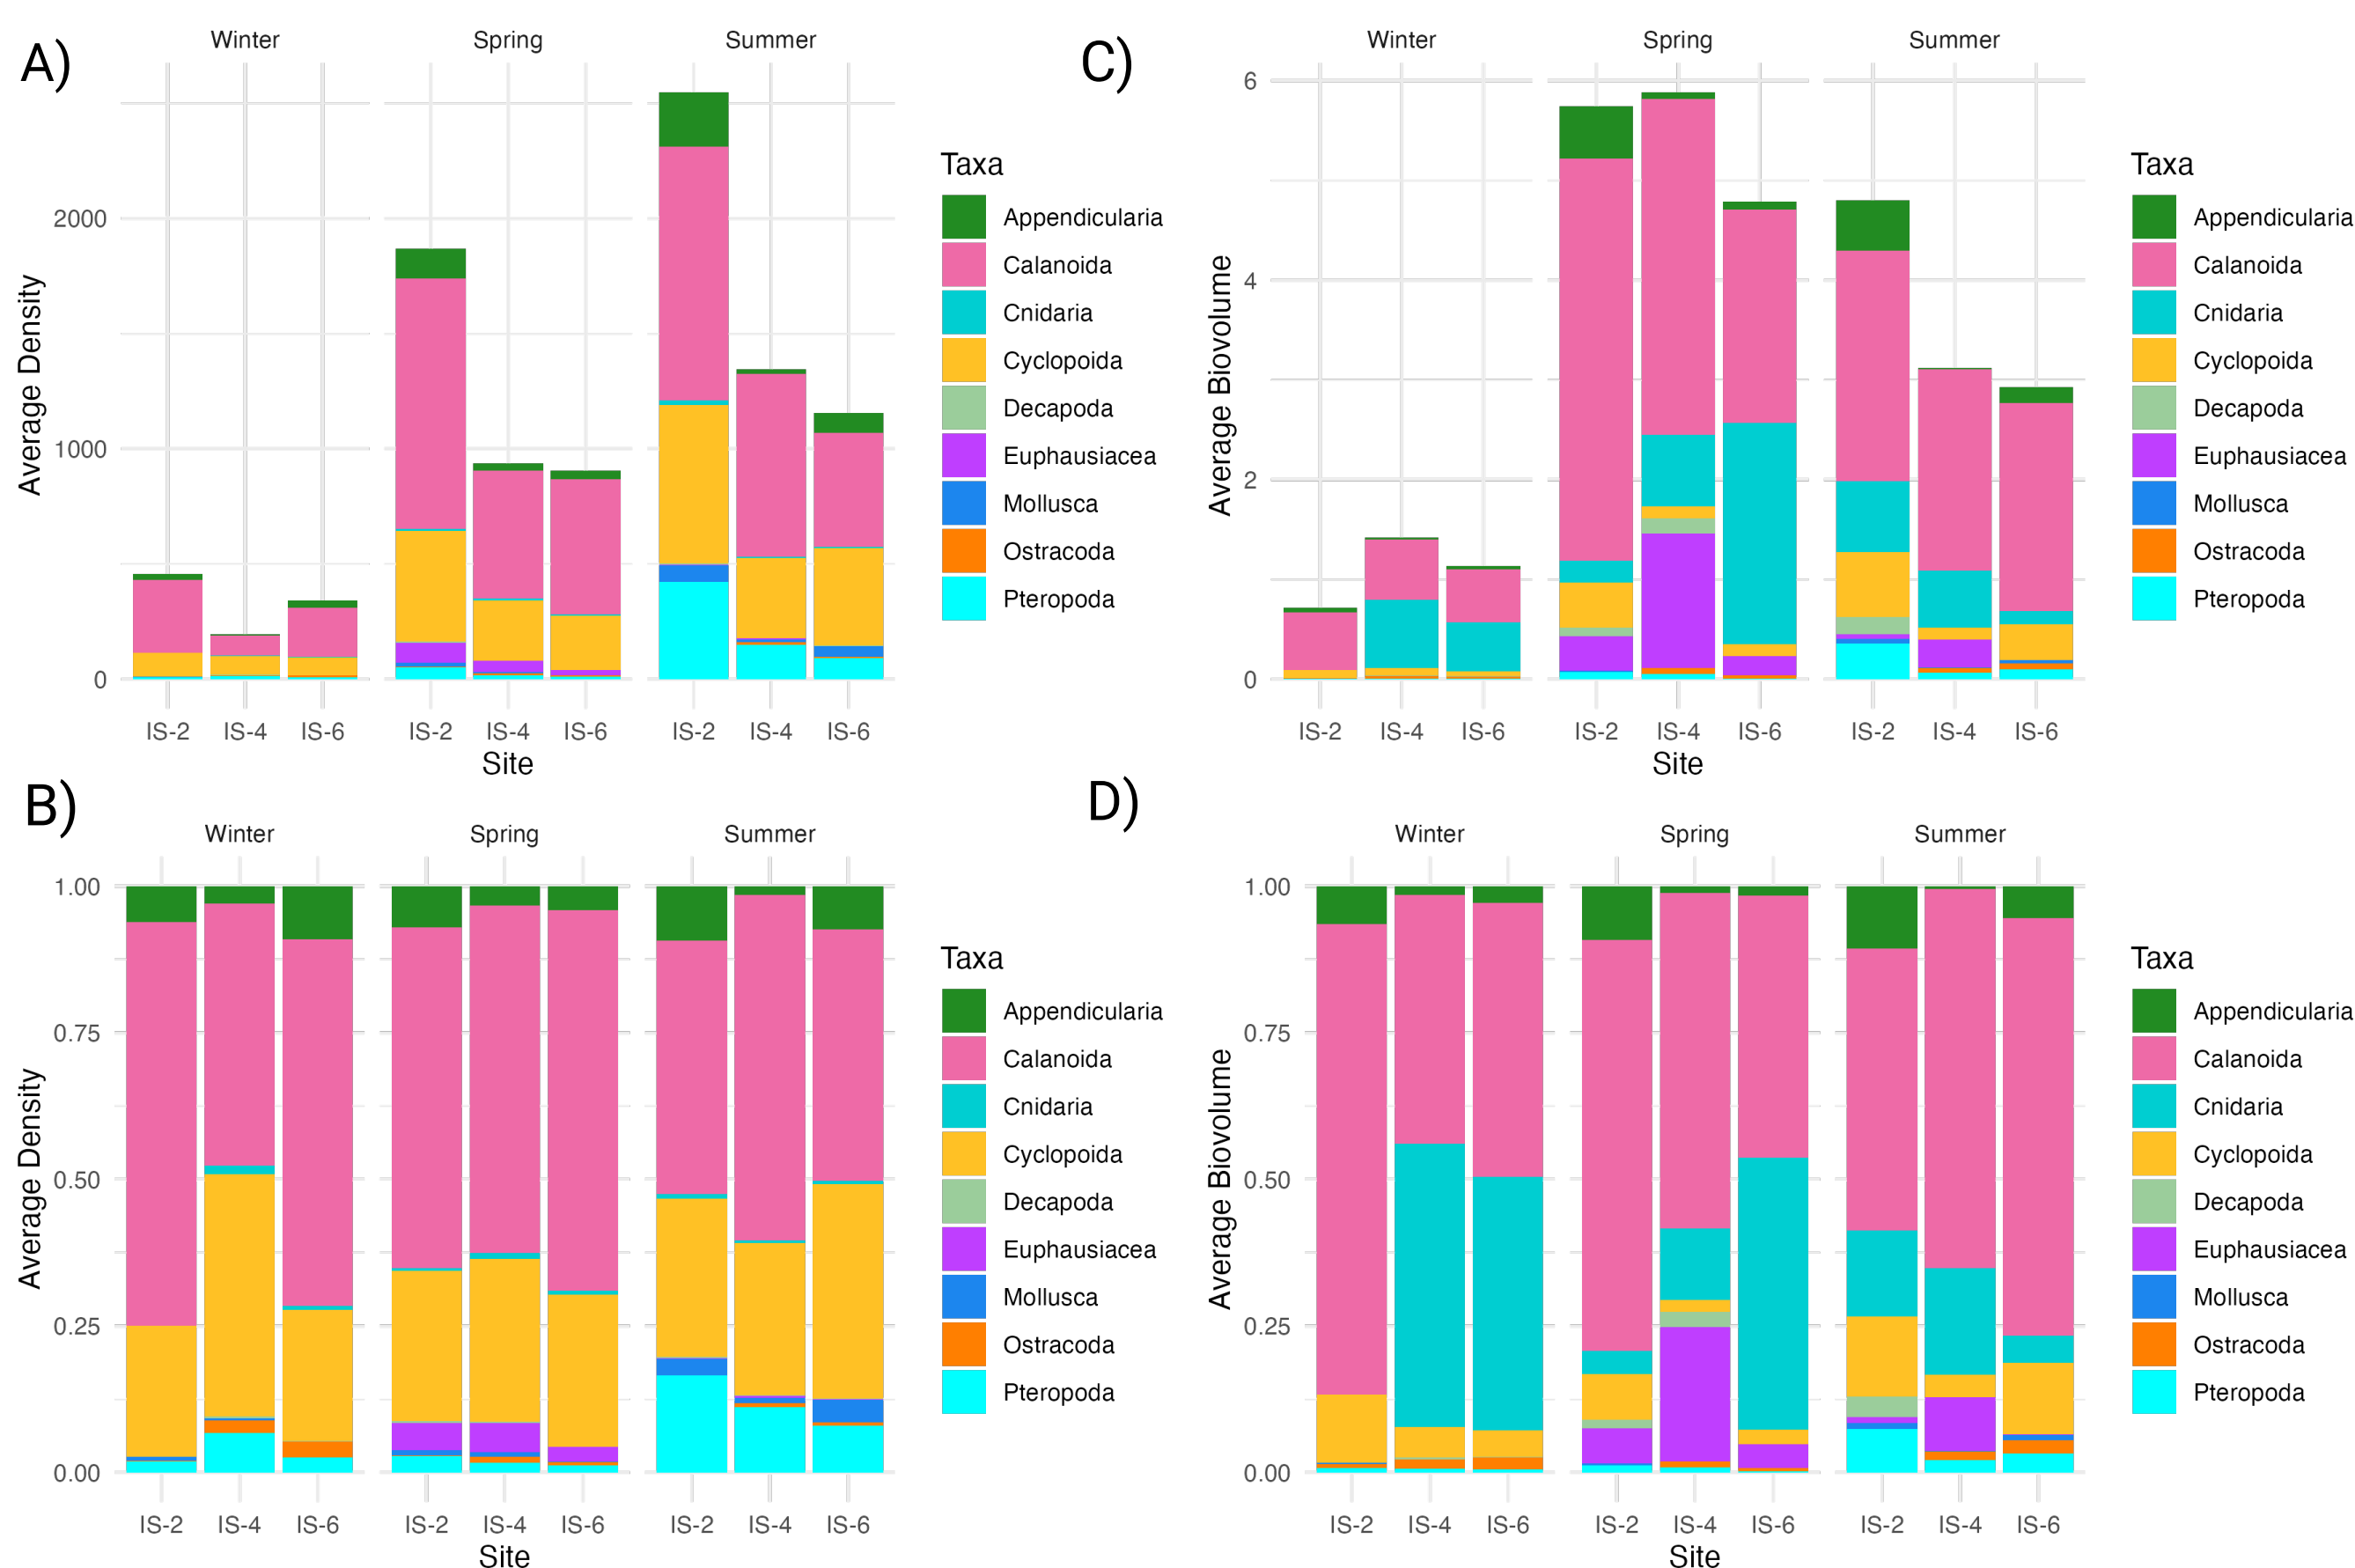 A)
Winter Spring Summer
Average Density
2000
1000
0
IS-2 IS-4 IS-6 IS-2 IS-4 IS-6 IS-2 IS-4 IS-6
Site
Taxa
Appendicularia
Calanoida
Cnidaria
Cyclopoida
Decapoda
Euphausiacea
Mollusca
Ostracoda
Pteropoda
C)
Winter Spring Summer
Average Biovolume
6
4
2
0
IS-2 IS-4 IS-6 IS-2 IS-4 IS-6 IS-2 IS-4 IS-6
Site
Taxa
Appendicularia
Calanoida
Cnidaria
Cyclopoida
Decapoda
Euphausiacea
Mollusca
Ostracoda
Pteropoda
B)
Winter Spring Summer
Average Density
1.00
0.75
0.50
0.25
0.00
IS-2 IS-4 IS-6 IS-2 IS-4 IS-6 IS-2 IS-4 IS-6
Site
Taxa
Appendicularia
Calanoida
Cnidaria
Cyclopoida
Decapoda
Euphausiacea
Mollusca
Ostracoda
Pteropoda
D)
Winter Spring Summer
Average Biovolume
1.00
0.75
0.50
0.25
0.00
IS-2 IS-4 IS-6 IS-2 IS-4 IS-6 IS-2 IS-4 IS-6
Site
Taxa
Appendicularia
Calanoida
Cnidaria
Cyclopoida
Decapoda
Euphausiacea
Mollusca
Ostracoda
Pteropoda